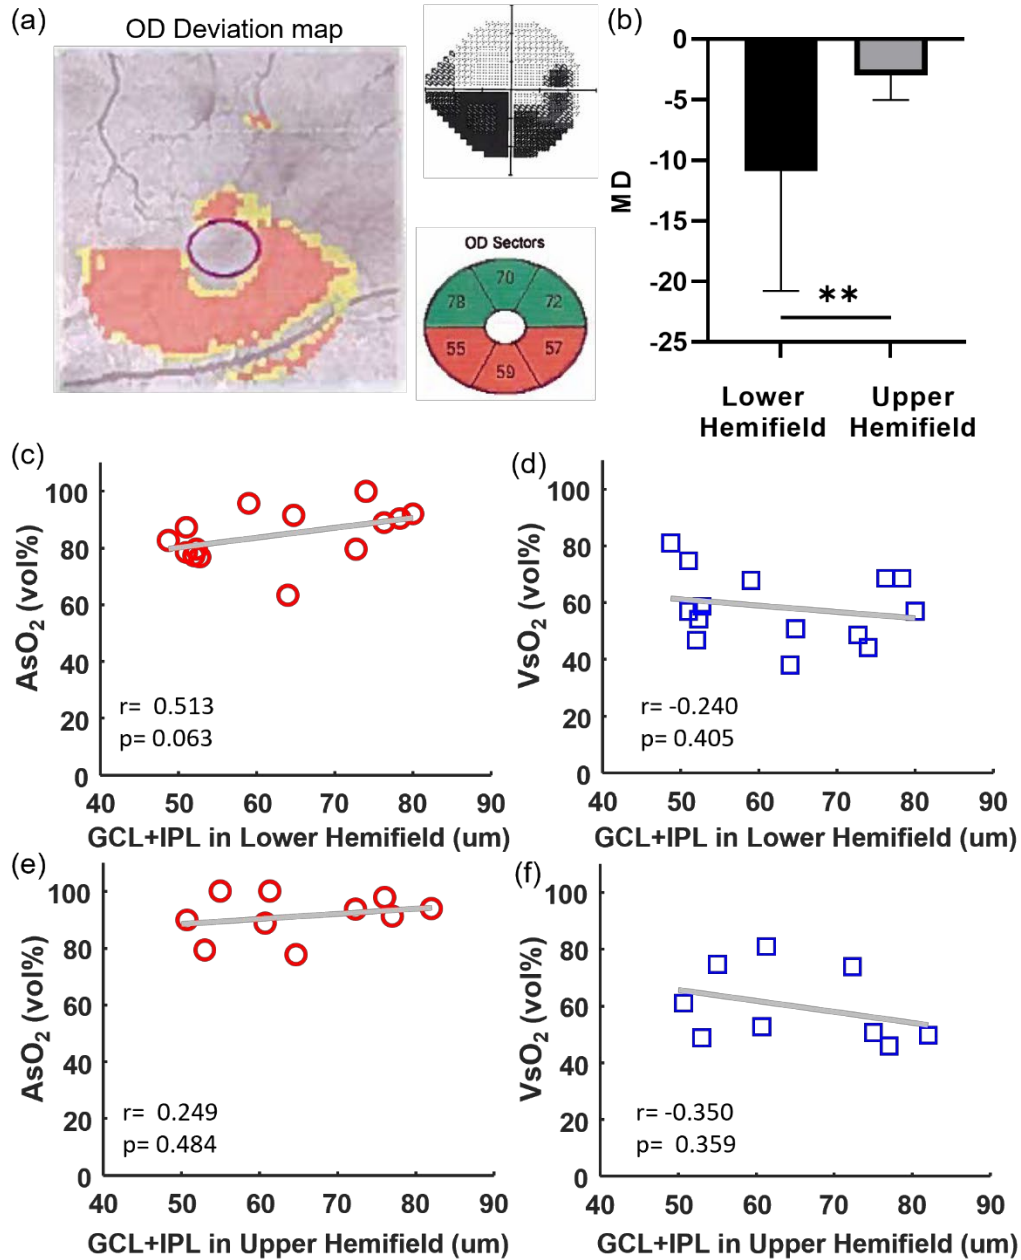 (a)
OD Deviation map
OD Sectors
70
78
72
55
57
59
(b)
0
-5
-10
-15
-20
-25
MD
**
Lower Hemifield
Upper Hemifield
(c)
100
80
60
40
20
0
AsO2 (vol%)
r= 0.513
p= 0.063
40 50 60 70 80 90
GCL+IPL in Lower Hemifield (um)
(d)
100
80
60
40
20
0
VsO2 (vol%)
r= -0.240
p= 0.405
40 50 60 70 80 90
GCL+IPL in Lower Hemifield (um)
(e)
100
80
60
40
20
0
AsO2 (vol%)
r= 0.249
p= 0.484
40 50 60 70 80 90
GCL+IPL in Upper Hemifield (um)
(f)
100
80
60
40
20
0
VsO2 (vol%)
r= -0.350
p= 0.359
40 50 60 70 80 90
GCL+IPL in Upper Hemifield (um)